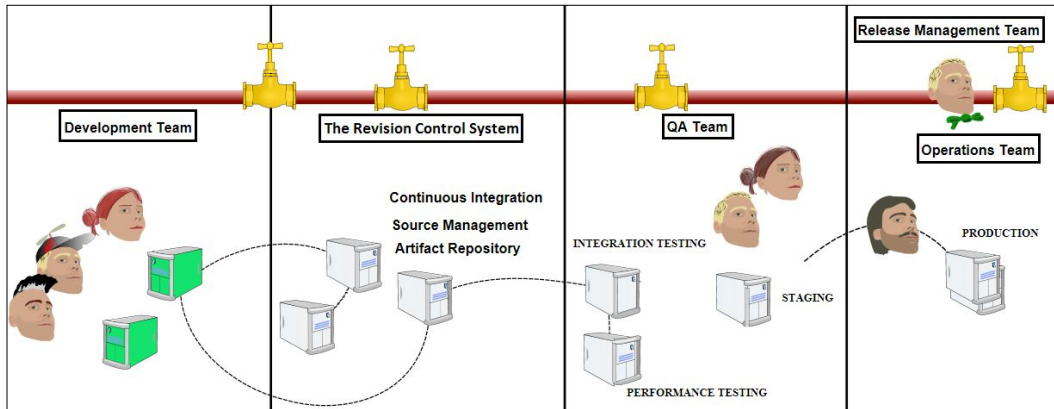 Release Management Team
Development Team
The Revision Control System
QA Team
Operations Team
Continuous Integration
Source Management
Artifact Repository
INTEGRATION TESTING
PRODUCTION
STAGING
PERFORMANCE TESTING